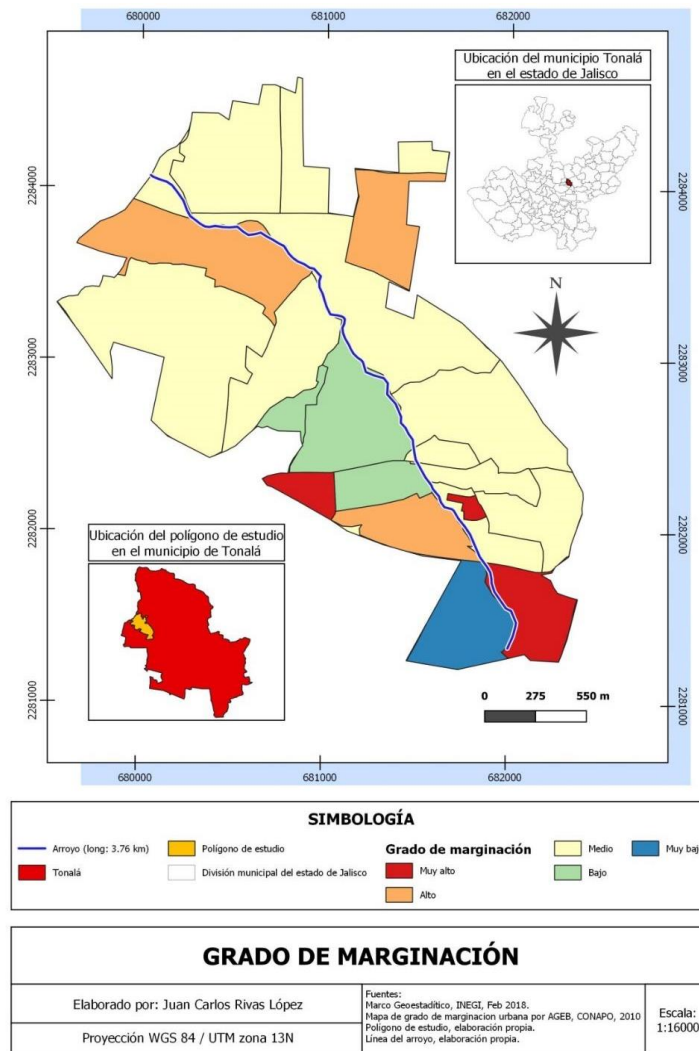 680000 681000 682000
Ubicación del municipio Tonalá
en el estado de Jalisco
2284000
2284000
N
2283000
2283000
2282000
2282000
Ubicación del polígono de estudio
en el municipio de Tonalá
2281000
2281000
0 275 550 m
680000 681000 682000
SIMBOLOGÍA
Arroyo (long: 3.76 km)
Tonalá
Polígono de estudio
División municipal del estado de Jalisco
Grado de marginación
Muy alto
Alto
Medio
Bajo
Muy baj
GRADO DE MARGINACIÓN
Elaborado por: Juan Carlos Rivas López
Proyección WGS 84 / UTM zona 13N
Fuentes:
Marco Geoestadítico, INEGI, Feb 2018.
Mapa de grado de marginacion urbana por AGEB, CONAPO, 2010
Polígono de estudio, elaboración propia.
Línea del arroyo, elaboración propia.
Escala:
1:16000